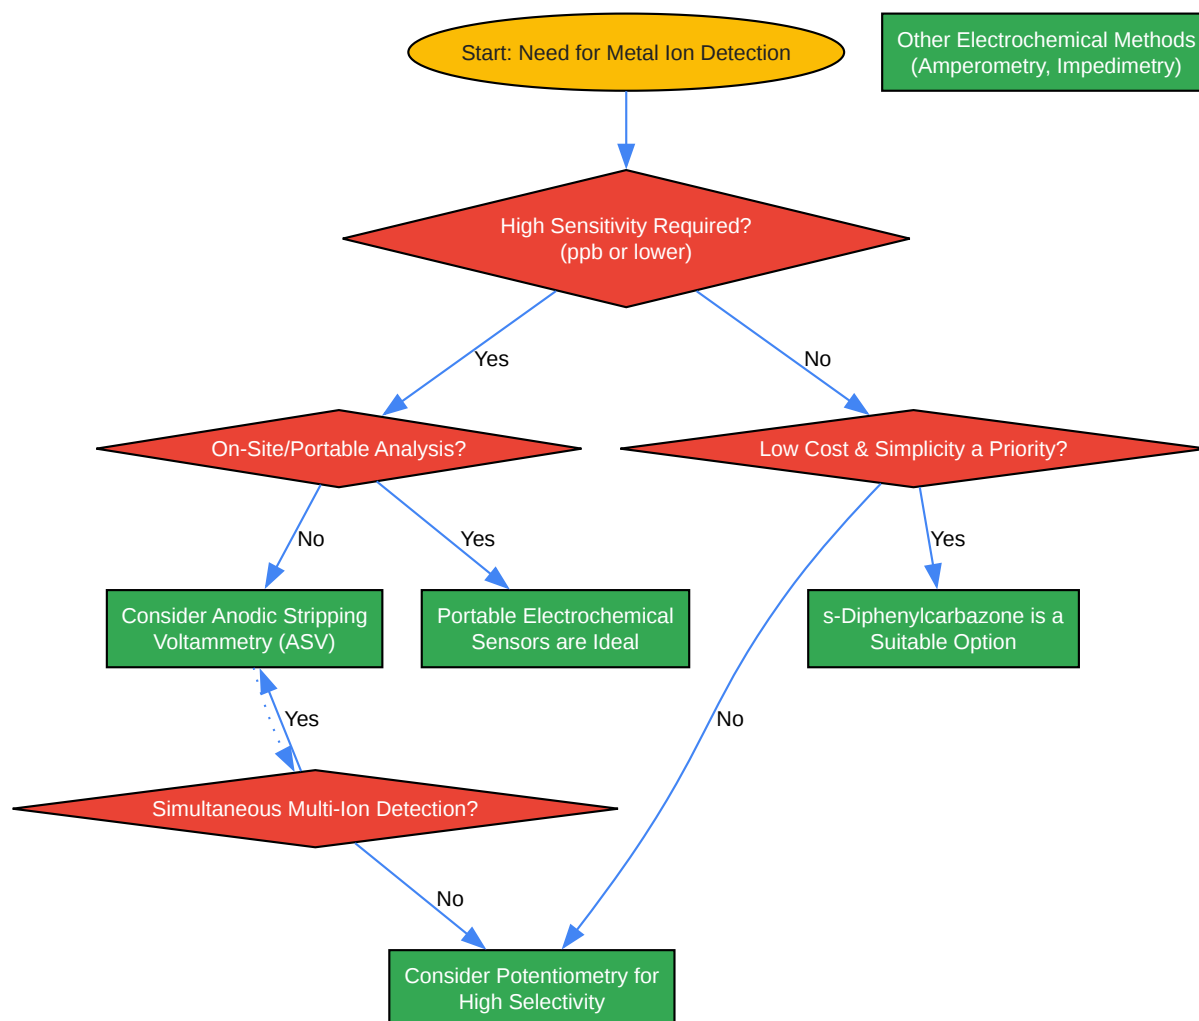 Start: Need for Metal Ion Detection
Other Electrochemical Methods
(Amperometry, Impedimetry)
High Sensitivity Required?
(ppb or lower)
Yes
No
On-Site/Portable Analysis?
Low Cost & Simplicity a Priority?
No
Yes
Yes
Consider Anodic Stripping
Voltammetry (ASV)
Portable Electrochemical
Sensors are Ideal
s-Diphenylcarbazone is a
Suitable Option
Yes
No
Simultaneous Multi-Ion Detection?
No
Consider Potentiometry for
High Selectivity